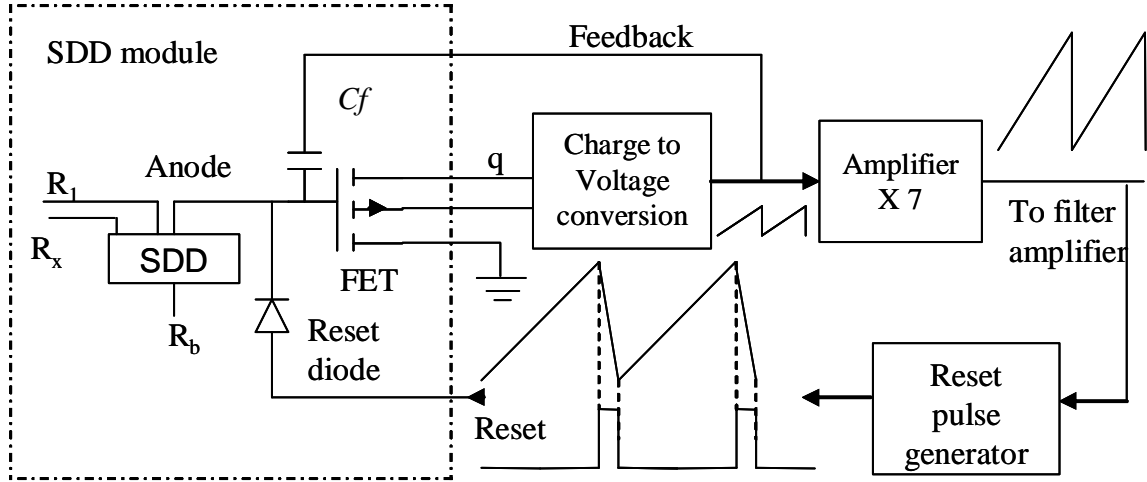 SDD module
Feedback
Cf
Anode
q
Charge to
Voltage
conversion
Amplifier
X 7
R1
Rx
SDD
Rb
FET
Reset
diode
To filter
amplifier
Reset
Reset
pulse
generator